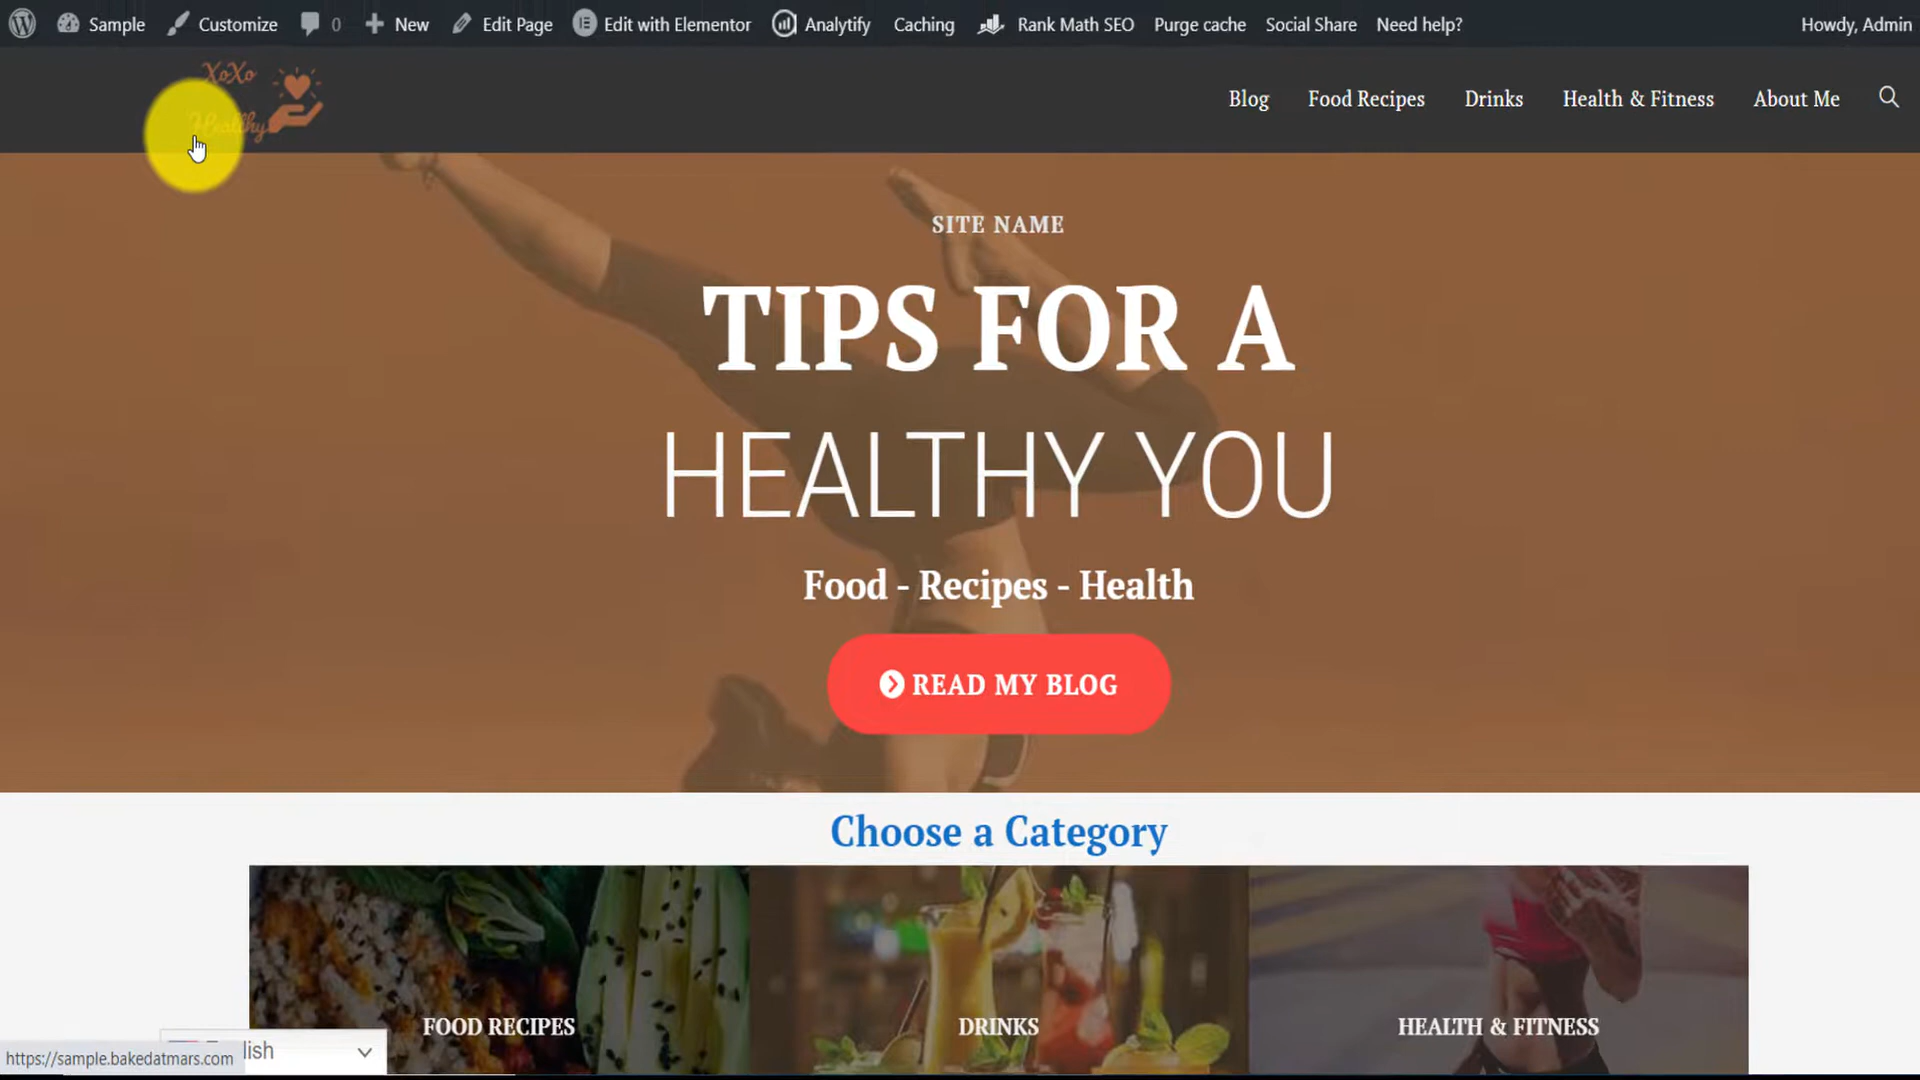 Sample Customize 0 New Edit Page Edit with Elementor Analytify Caching Rank Math SEO Purge cache Social Share Need help? Howdy, Admin
XoXo
Healthy
Blog Food Recipes Drinks Health & Fitness About Me
SITE NAME
TIPS FOR A
HEALTHY YOU
Food - Recipes - Health
READ MY BLOG
Choose a Category
FOOD RECIPES DRINKS HEALTH & FITNESS
https://sample.bakedatmars.com